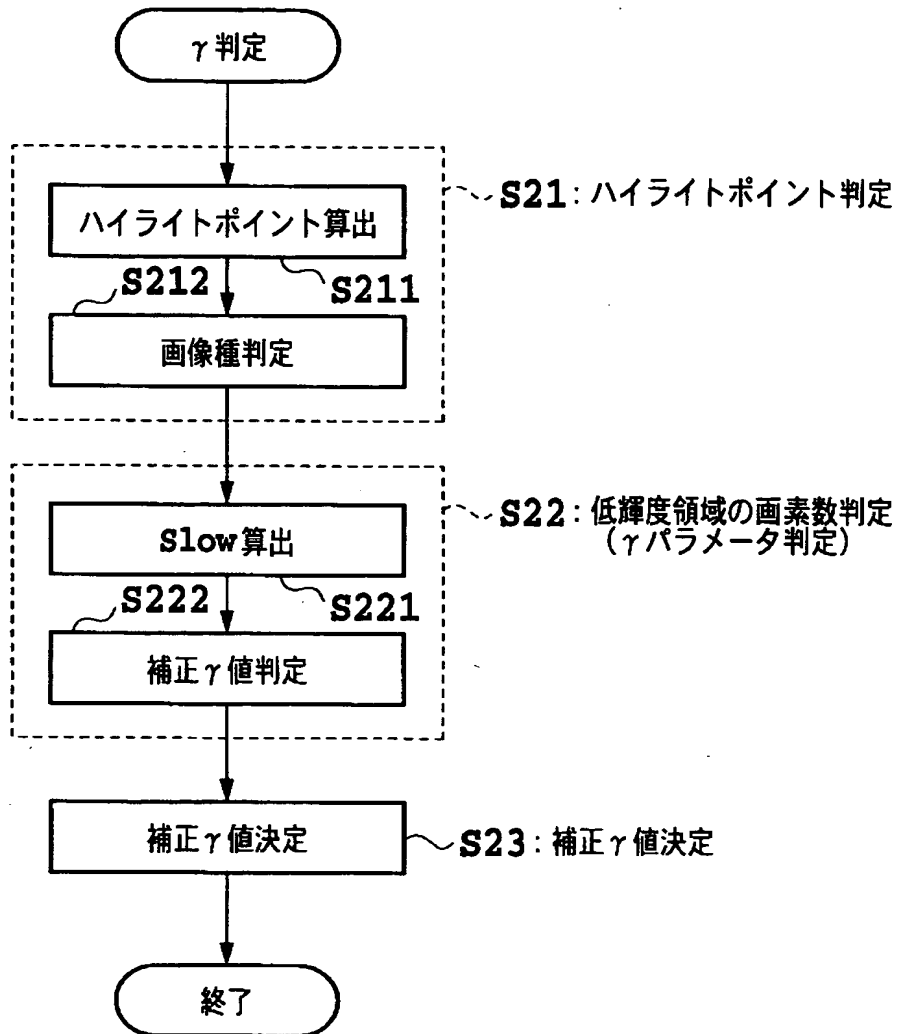 γ判定
ハイライトポイント算出
S211
S21:ハイライトポイント判定
S212
画像種判定
Slow算出
S221
S22:低輝度領域の画素数判定
(γパラメータ判定)
S222
補正γ値判定
補正γ値決定
S23:補正γ値決定
終了